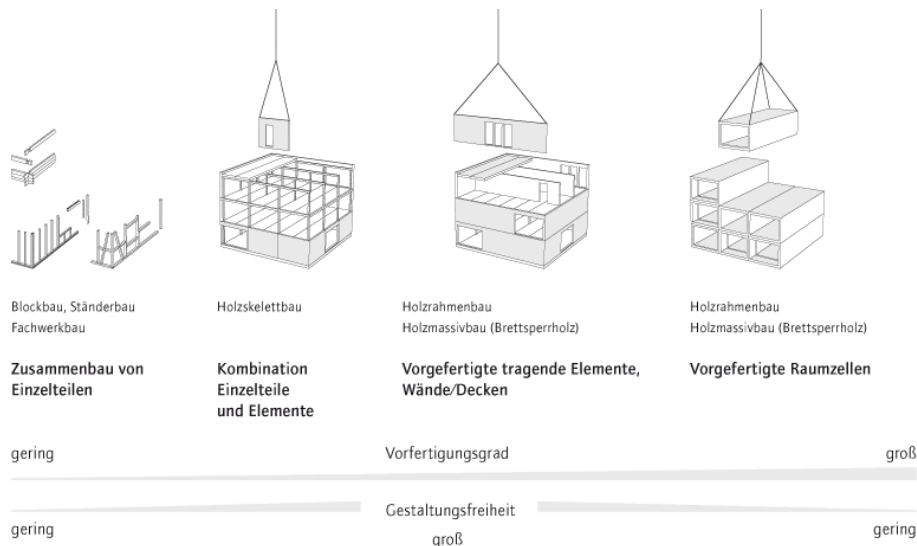 Blockbau, Ständerbau
Fachwerkbau
Zusammenbau von
Einzelteilen
Holzskelettbau
Kombination
Einzelteile
und Elemente
Holzrahmenbau
Holzmassivbau (Brettsperrholz)
Vorgefertigte tragende Elemente,
Wände/Decken
Holzrahmenbau
Holzmassivbau (Brettsperrholz)
Vorgefertigte Raumzellen
gering Vorfertigungsgrad groß
Gestaltungsfreiheit
gering groß gering